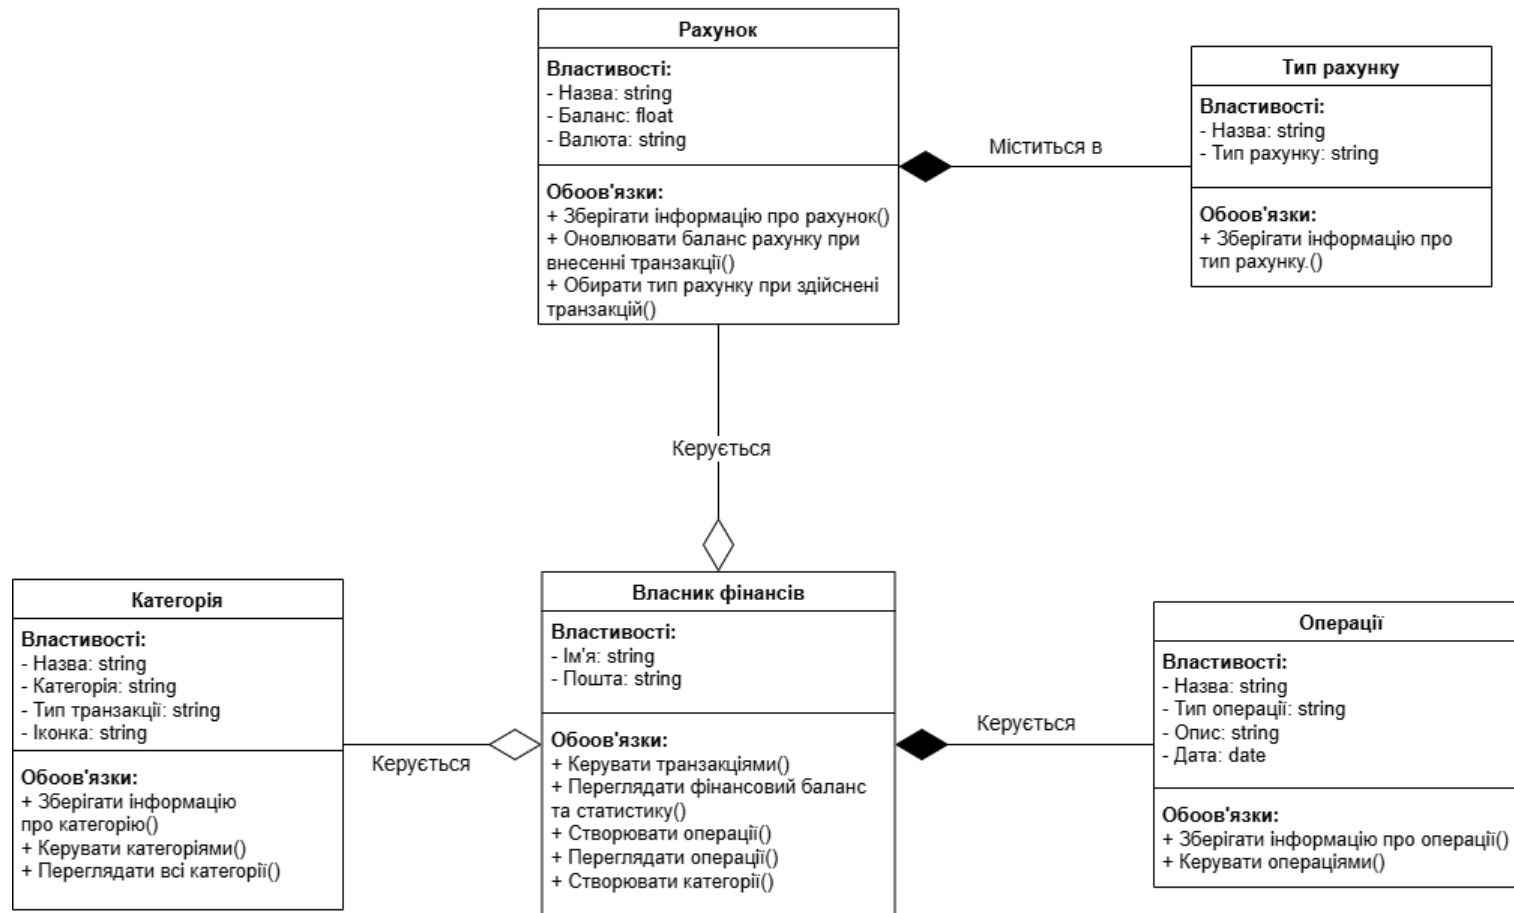 Рахунок
Властивості:
- Назва: string
- Баланс: float
- Валюта: string
Обоов'язки:
+ Зберігати інформацію про рахунок()
+ Оновлювати баланс рахунку при
внесенні транзакції()
+ Обирати тип рахунку при здійснені
транзакцій()
Міститься в
Тип рахунку
Властивості:
- Назва: string
- Тип рахунку: string
Обоов'язки:
+ Зберігати інформацію про
тип рахунку.()
Керується
Категорія
Властивості:
- Назва: string
- Категорія: string
- Тип транзакції: string
- Іконка: string
Обоов'язки:
+ Зберігати інформацію
про категорію()
+ Керувати категоріями()
+ Переглядати всі категорії()
Керується
Власник фінансів
Властивості:
- Ім'я: string
- Пошта: string
Обоов'язки:
+ Керувати транзакціями()
+ Переглядати фінансовий баланс
та статистику()
+ Створювати операції()
+ Переглядати операції()
+ Створювати категорії()
Керується
Операції
Властивості:
- Назва: string
- Тип операції: string
- Опис: string
- Дата: date
Обоов'язки:
+ Зберігати інформацію про операції()
+ Керувати операціями()